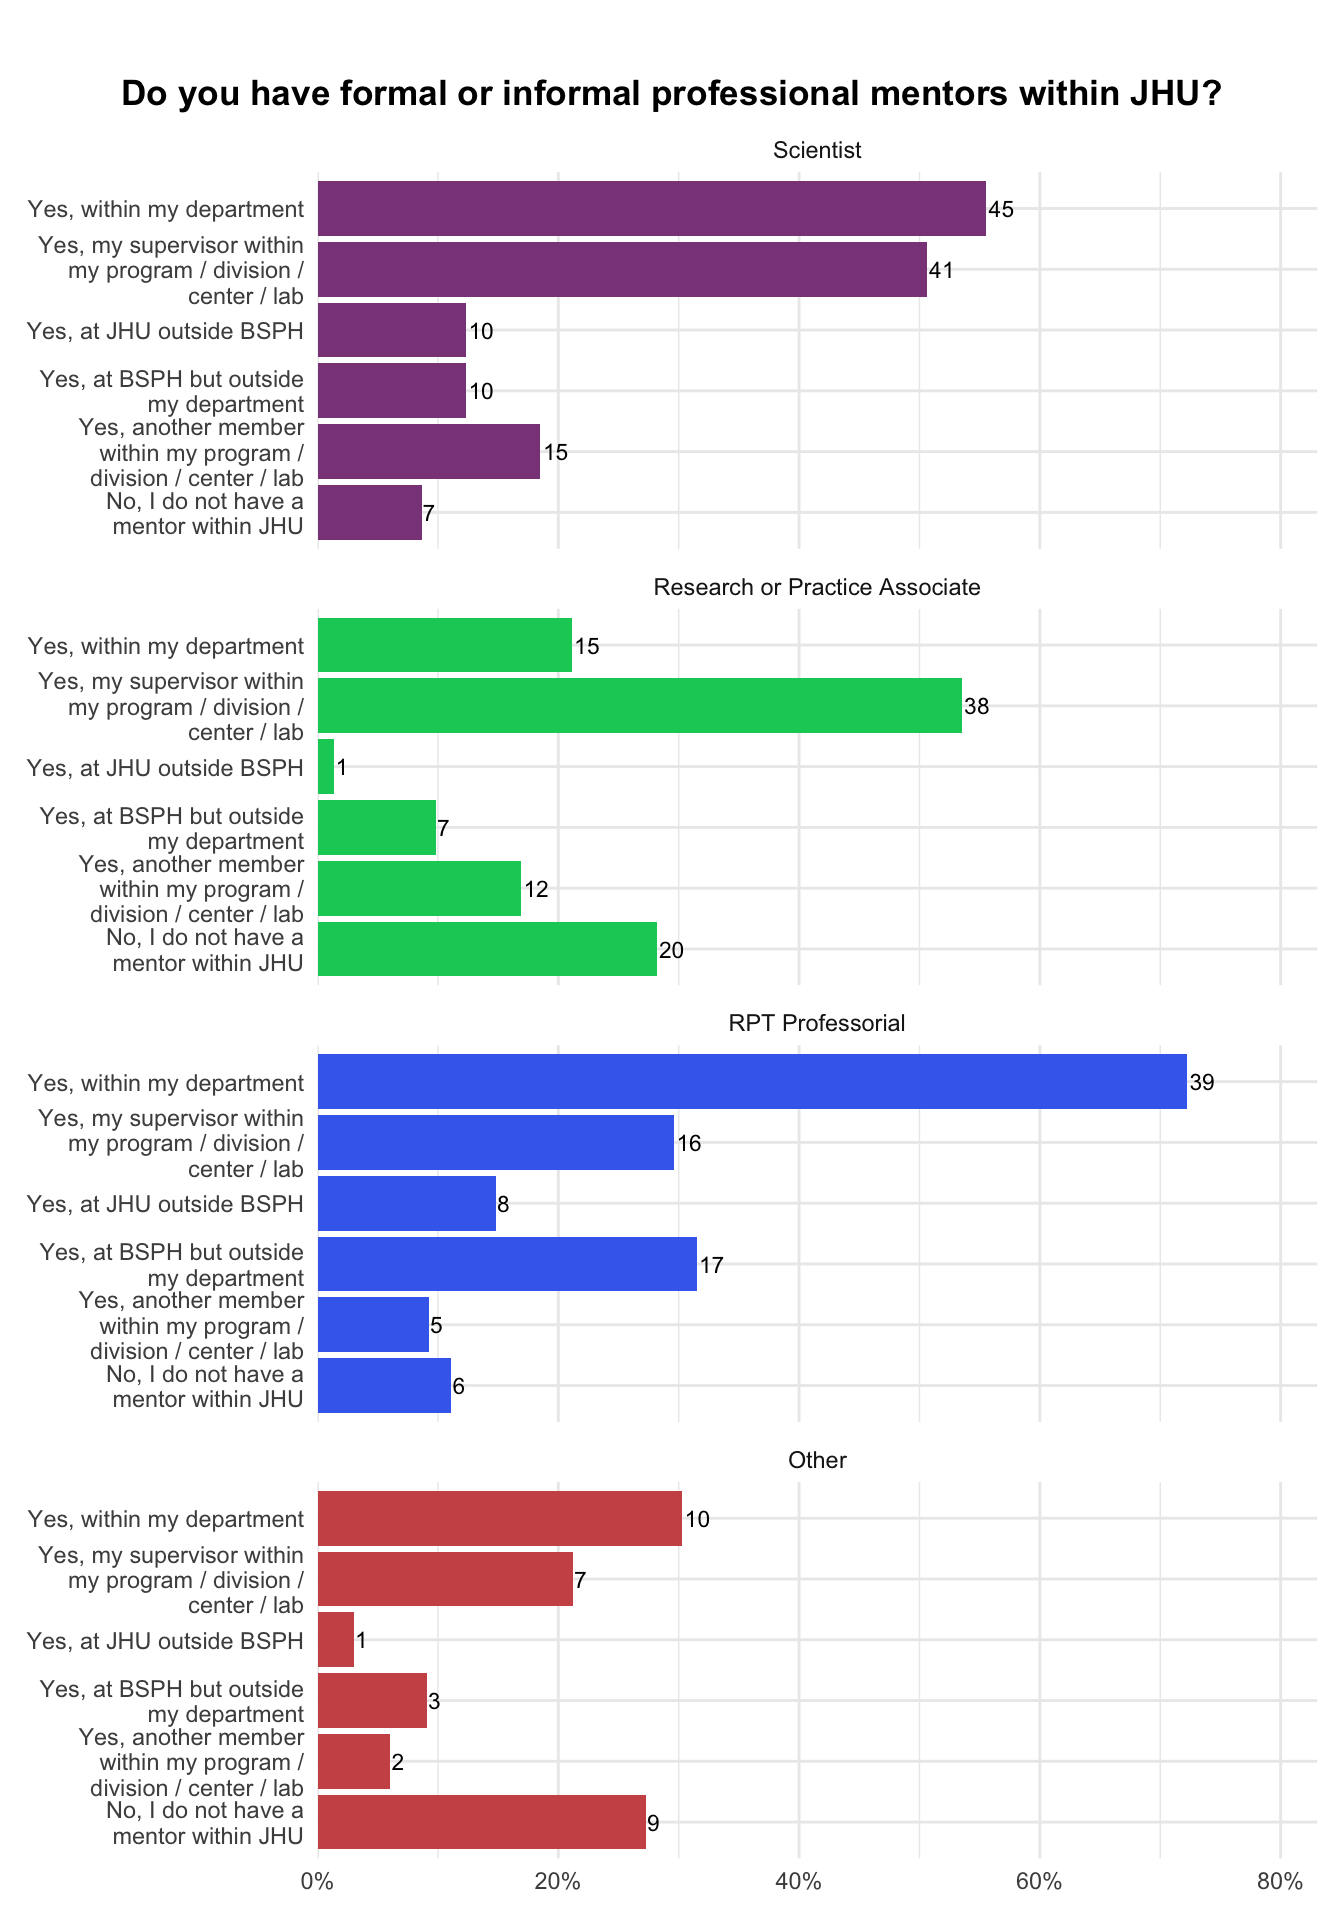 Do you have formal or informal professional mentors within JHU?
Scientist
Yes, within my department
45
Yes, my supervisor within
my program / division /
center / lab
41
Yes, at JHU outside BSPH
10
Yes, at BSPH but outside
my department
10
Yes, another member
within my program /
division / center / lab
15
No, I do not have a
mentor within JHU
7
Research or Practice Associate
Yes, within my department
15
Yes, my supervisor within
my program / division /
center / lab
38
Yes, at JHU outside BSPH
1
Yes, at BSPH but outside
my department
7
Yes, another member
within my program /
division / center / lab
12
No, I do not have a
mentor within JHU
20
RPT Professorial
Yes, within my department
39
Yes, my supervisor within
my program / division /
center / lab
16
Yes, at JHU outside BSPH
8
Yes, at BSPH but outside
my department
17
Yes, another member
within my program /
division / center / lab
5
No, I do not have a
mentor within JHU
6
Other
Yes, within my department
10
Yes, my supervisor within
my program / division /
center / lab
7
Yes, at JHU outside BSPH
1
Yes, at BSPH but outside
my department
3
Yes, another member
within my program /
division / center / lab
2
No, I do not have a
mentor within JHU
9
0% 20% 40% 60% 80%